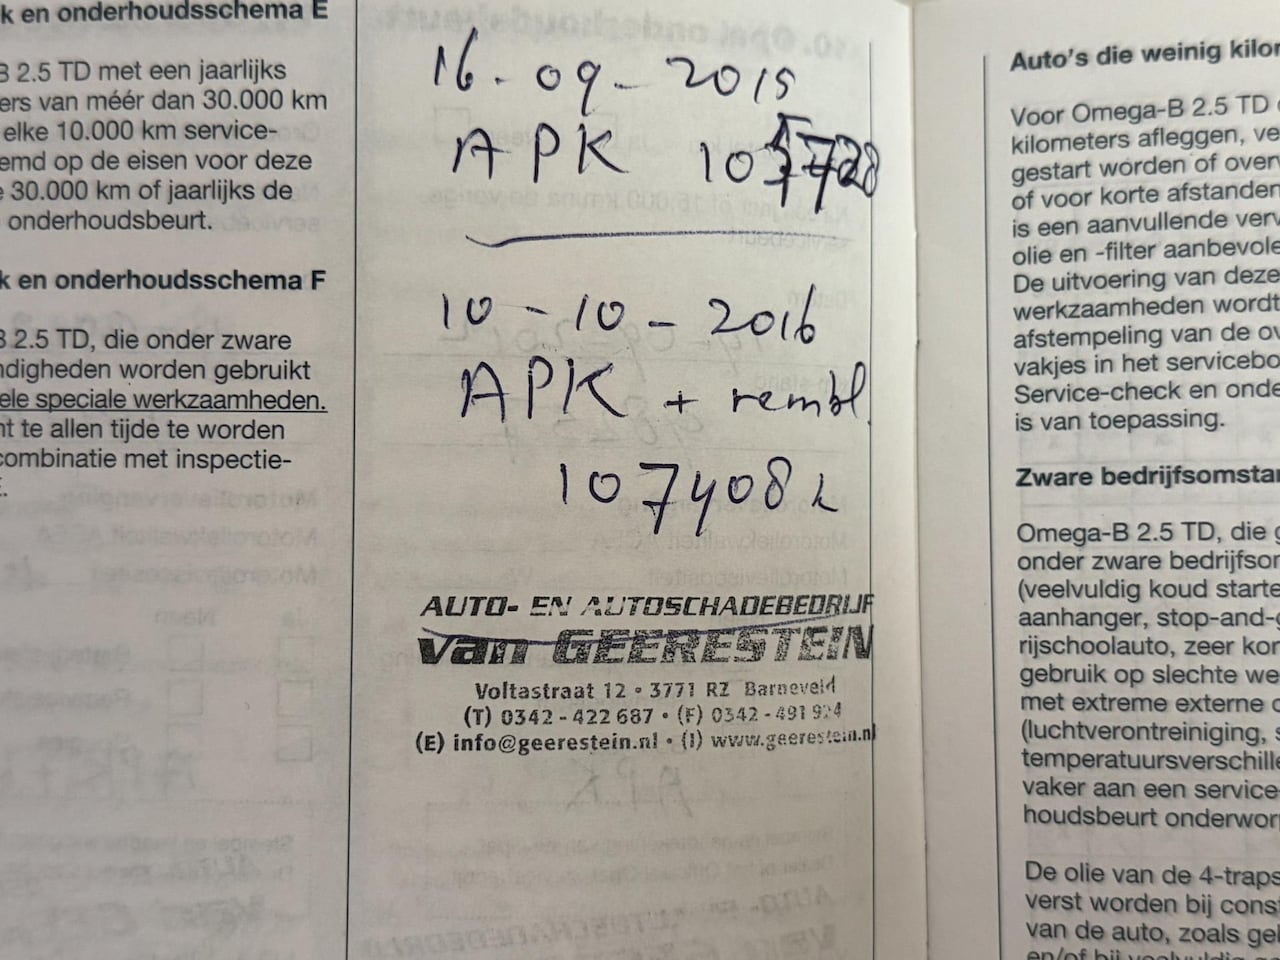 k en onderhoudsschema E
B 2.5 TD met een jaarlijks
ers van méér dan 30.000 km
elke 10.000 km service-
emd op de eisen voor deze
30.000 km of jaarlijks de
onderhoudsbeurt.
k en onderhoudsschema F
B 2.5 TD, die onder zware
ndigheden worden gebruikt
ele speciale werkzaamheden.
nt te allen tijde te worden
combinatie met inspectie-
16-09-2015
APK
10-10-2016
APK + rembl.
107408
AUTO- EN AUTOSCHADEBEDRIJF
van GEERESTEIN
Voltastraat 12 • 3771 RZ Barneveld
(T) 0342 - 422 687 • (F) 0342 - 491 924
(E) info@geerestein.nl • (I) www.geerestein.nl
Auto's die weinig kilo
Voor Omega-B 2.5 TD
kilometers afleggen, ve
gestart worden of over
of voor korte afstanden
is een aanvullende ver
olie en -filter aanbevole
De uitvoering van deze
werkzaamheden wordt
afstempeling van de ov
vakjes in het servicebo
Service-check en onde
is van toepassing.
Zware bedrijfsomsta
Omega-B 2.5 TD, die
onder zware bedrijfso
(veelvuldig koud starte
aanhanger, stop-and-
rijschoolauto, zeer kor
gebruik op slechte we
met extreme externe
(luchtverontreiniging,
temperatuursverschille
vaker aan een service-
houdsbeurt onderwor
De olie van de 4-traps
verst worden bij const
van de auto, zoals gel